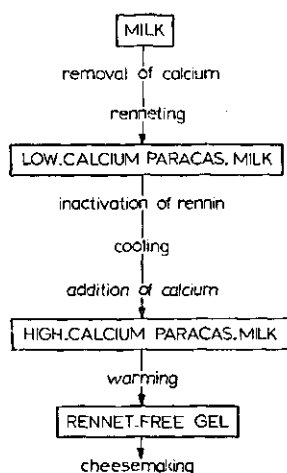 MILK
removal of calcium
renneting
LOW-CALCIUM PARACAS. MILK
inactivation of rennin
cooling
addition of calcium
HIGH-CALCIUM PARACAS. MILK
warming
RENNET-FREE GEL
cheesemaking